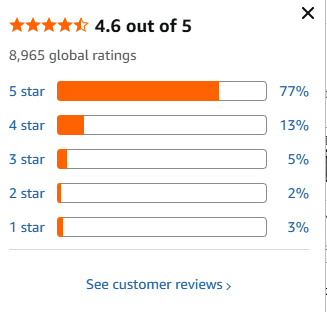 4.6 out of 5
8,965 global ratings
5 star 77%
4 star 13%
3 star 5%
2 star 2%
1 star 3%
See customer reviews ›